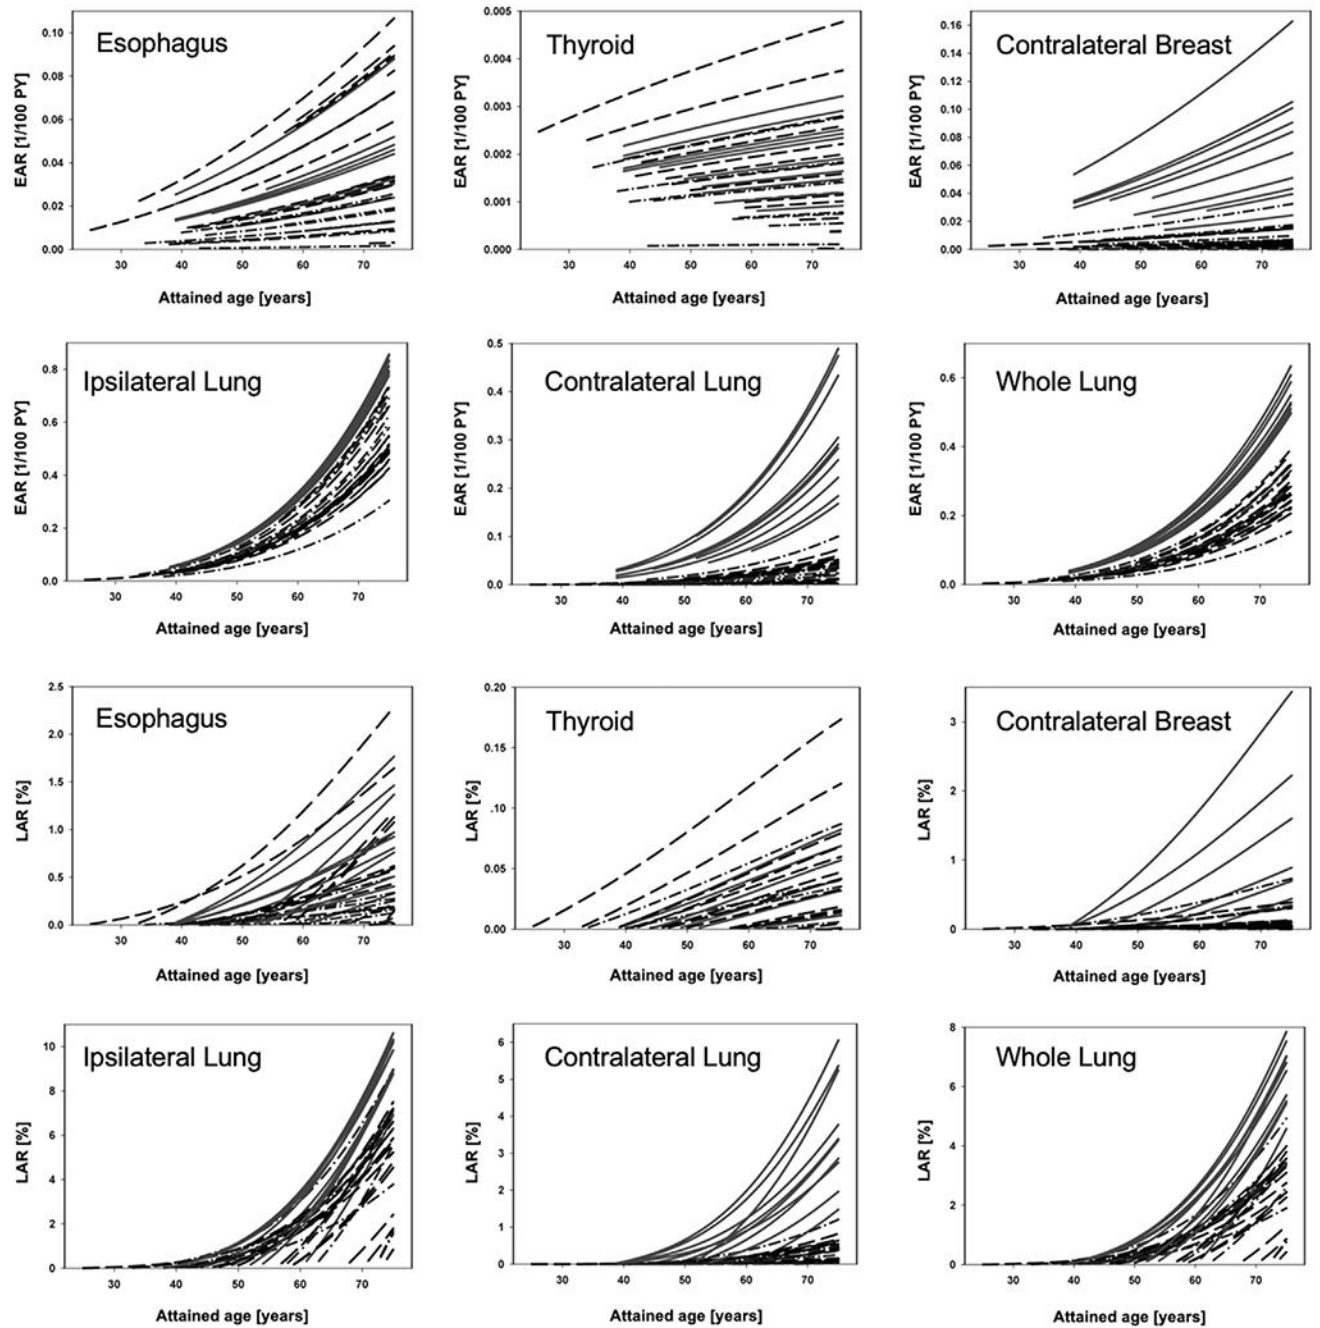 Esophagus
EAR [1/100 PY]
0.10
0.08
0.06
0.04
0.02
0.00
30 40 50 60 70
Attained age [years]
Thyroid
EAR [1/100 PY]
0.005
0.004
0.003
0.002
0.001
0.000
30 40 50 60 70
Attained age [years]
Contralateral Breast
EAR [1/100 PY]
0.16
0.14
0.12
0.10
0.08
0.06
0.04
0.02
0.00
30 40 50 60 70
Attained age [years]
Ipsilateral Lung
EAR [1/100 PY]
0.8
0.6
0.4
0.2
0.0
30 40 50 60 70
Attained age [years]
Contralateral Lung
EAR [1/100 PY]
0.5
0.4
0.3
0.2
0.1
0.0
30 40 50 60 70
Attained age [years]
Whole Lung
EAR [1/100 PY]
0.6
0.4
0.2
0.0
30 40 50 60 70
Attained age [years]
Esophagus
LAR [%]
2.5
2.0
1.5
1.0
0.5
0.0
30 40 50 60 70
Attained age [years]
Thyroid
LAR [%]
0.20
0.15
.10
0.05
0.00
30 40 50 60 70
Attained age [years]
Contralateral Breast
LAR [%]
3
2
1
0
30 40 50 60 70
Attained age [years]
Ipsilateral Lung
LAR [%]
10
8
6
4
2
0
30 40 50 60 70
Attained age [years]
Contralateral Lung
LAR [%]
6
5
4
3
2
1
0
30 40 50 60 70
Attained age [years]
Whole Lung
LAR [%]
8
6
4
2
0
30 40 50 60 70
Attained age [years]